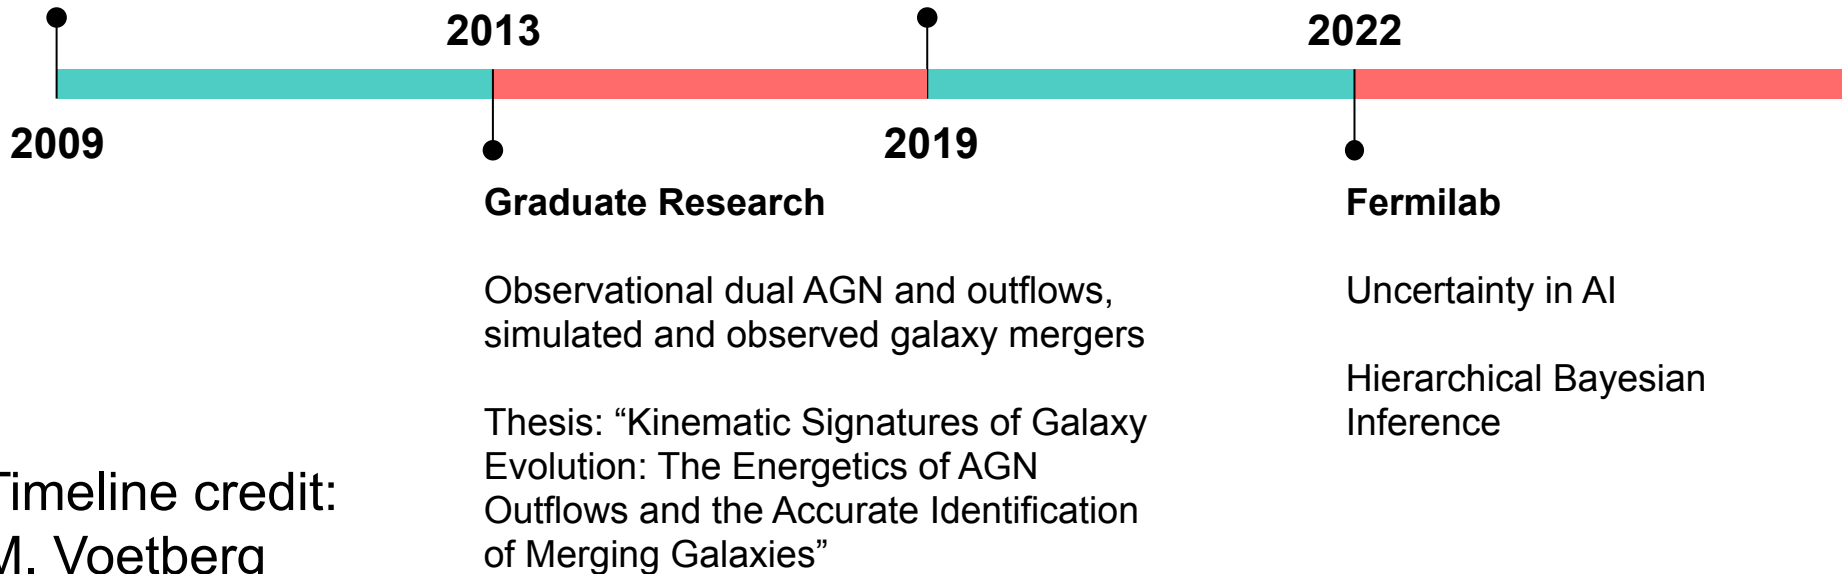 2013
2022
2009
2019
Graduate Research
Fermilab
Observational dual AGN and outflows,
simulated and observed galaxy mergers
Uncertainty in AI
Hierarchical Bayesian
Inference
Thesis: “Kinematic Signatures of Galaxy
Evolution: The Energetics of AGN
Outflows and the Accurate Identification
of Merging Galaxies”
Timeline credit:
M. Voetberg